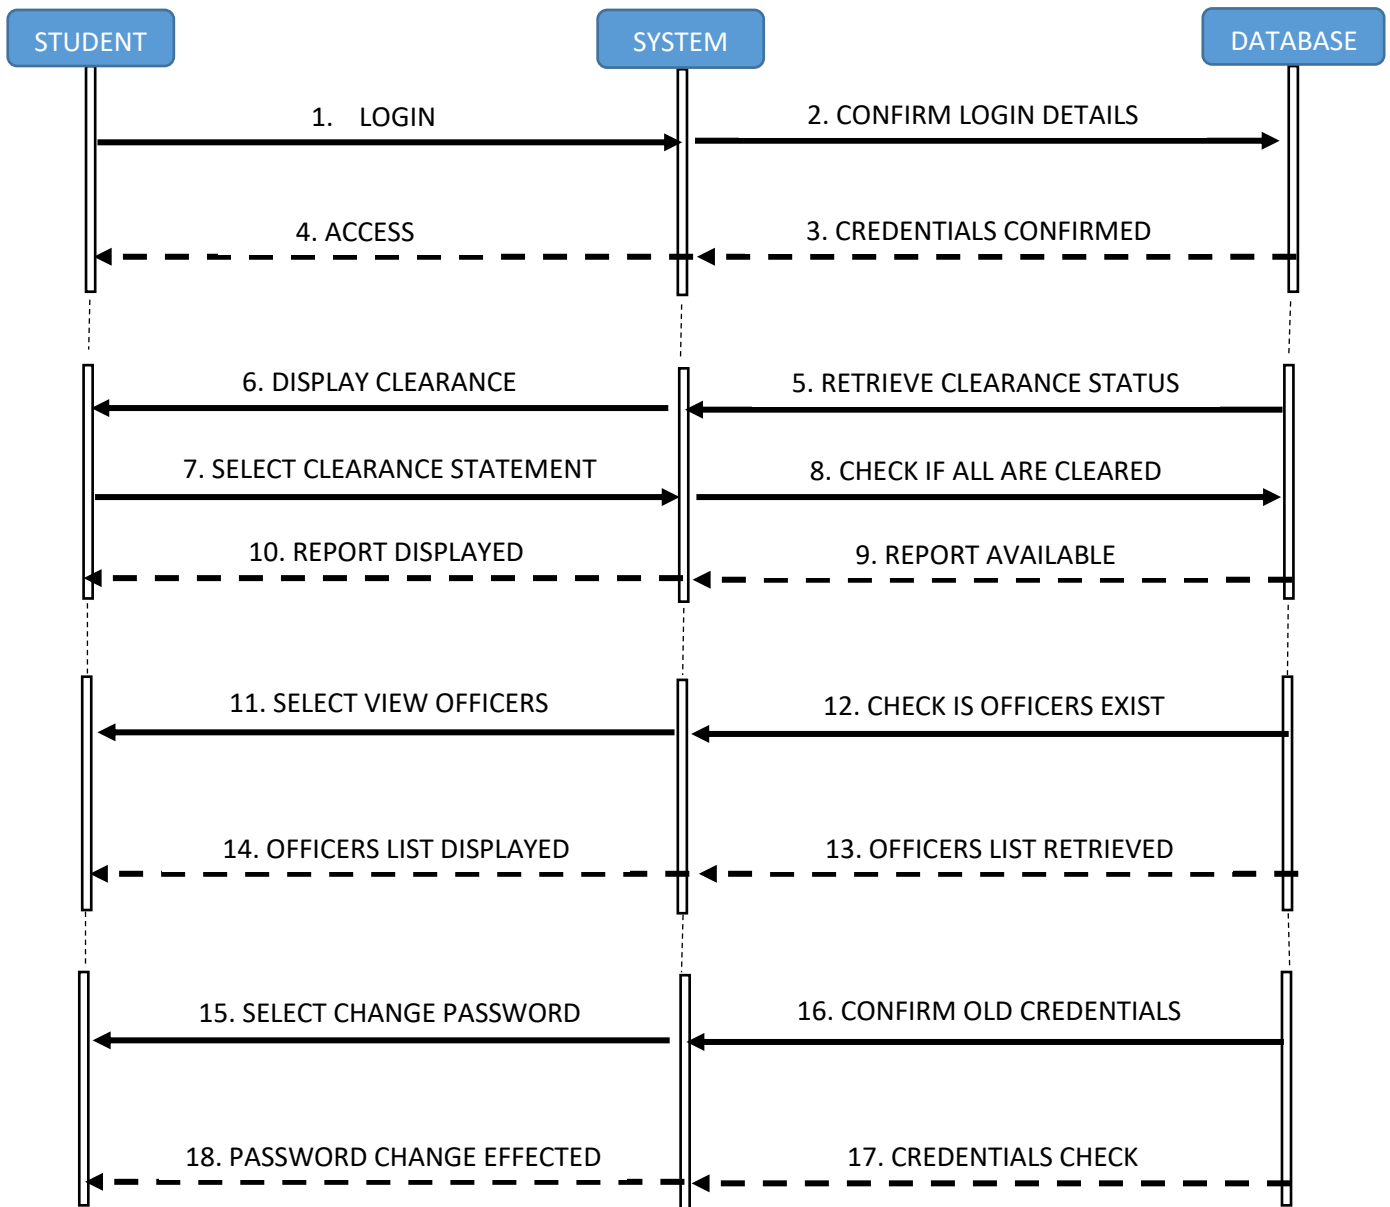 STUDENT
SYSTEM
DATABASE
1. LOGIN
2. CONFIRM LOGIN DETAILS
4. ACCESS
3. CREDENTIALS CONFIRMED
6. DISPLAY CLEARANCE
5. RETRIEVE CLEARANCE STATUS
7. SELECT CLEARANCE STATEMENT
8. CHECK IF ALL ARE CLEARED
10. REPORT DISPLAYED
9. REPORT AVAILABLE
11. SELECT VIEW OFFICERS
12. CHECK IS OFFICERS EXIST
14. OFFICERS LIST DISPLAYED
13. OFFICERS LIST RETRIEVED
15. SELECT CHANGE PASSWORD
16. CONFIRM OLD CREDENTIALS
18. PASSWORD CHANGE EFFECTED
17. CREDENTIALS CHECK